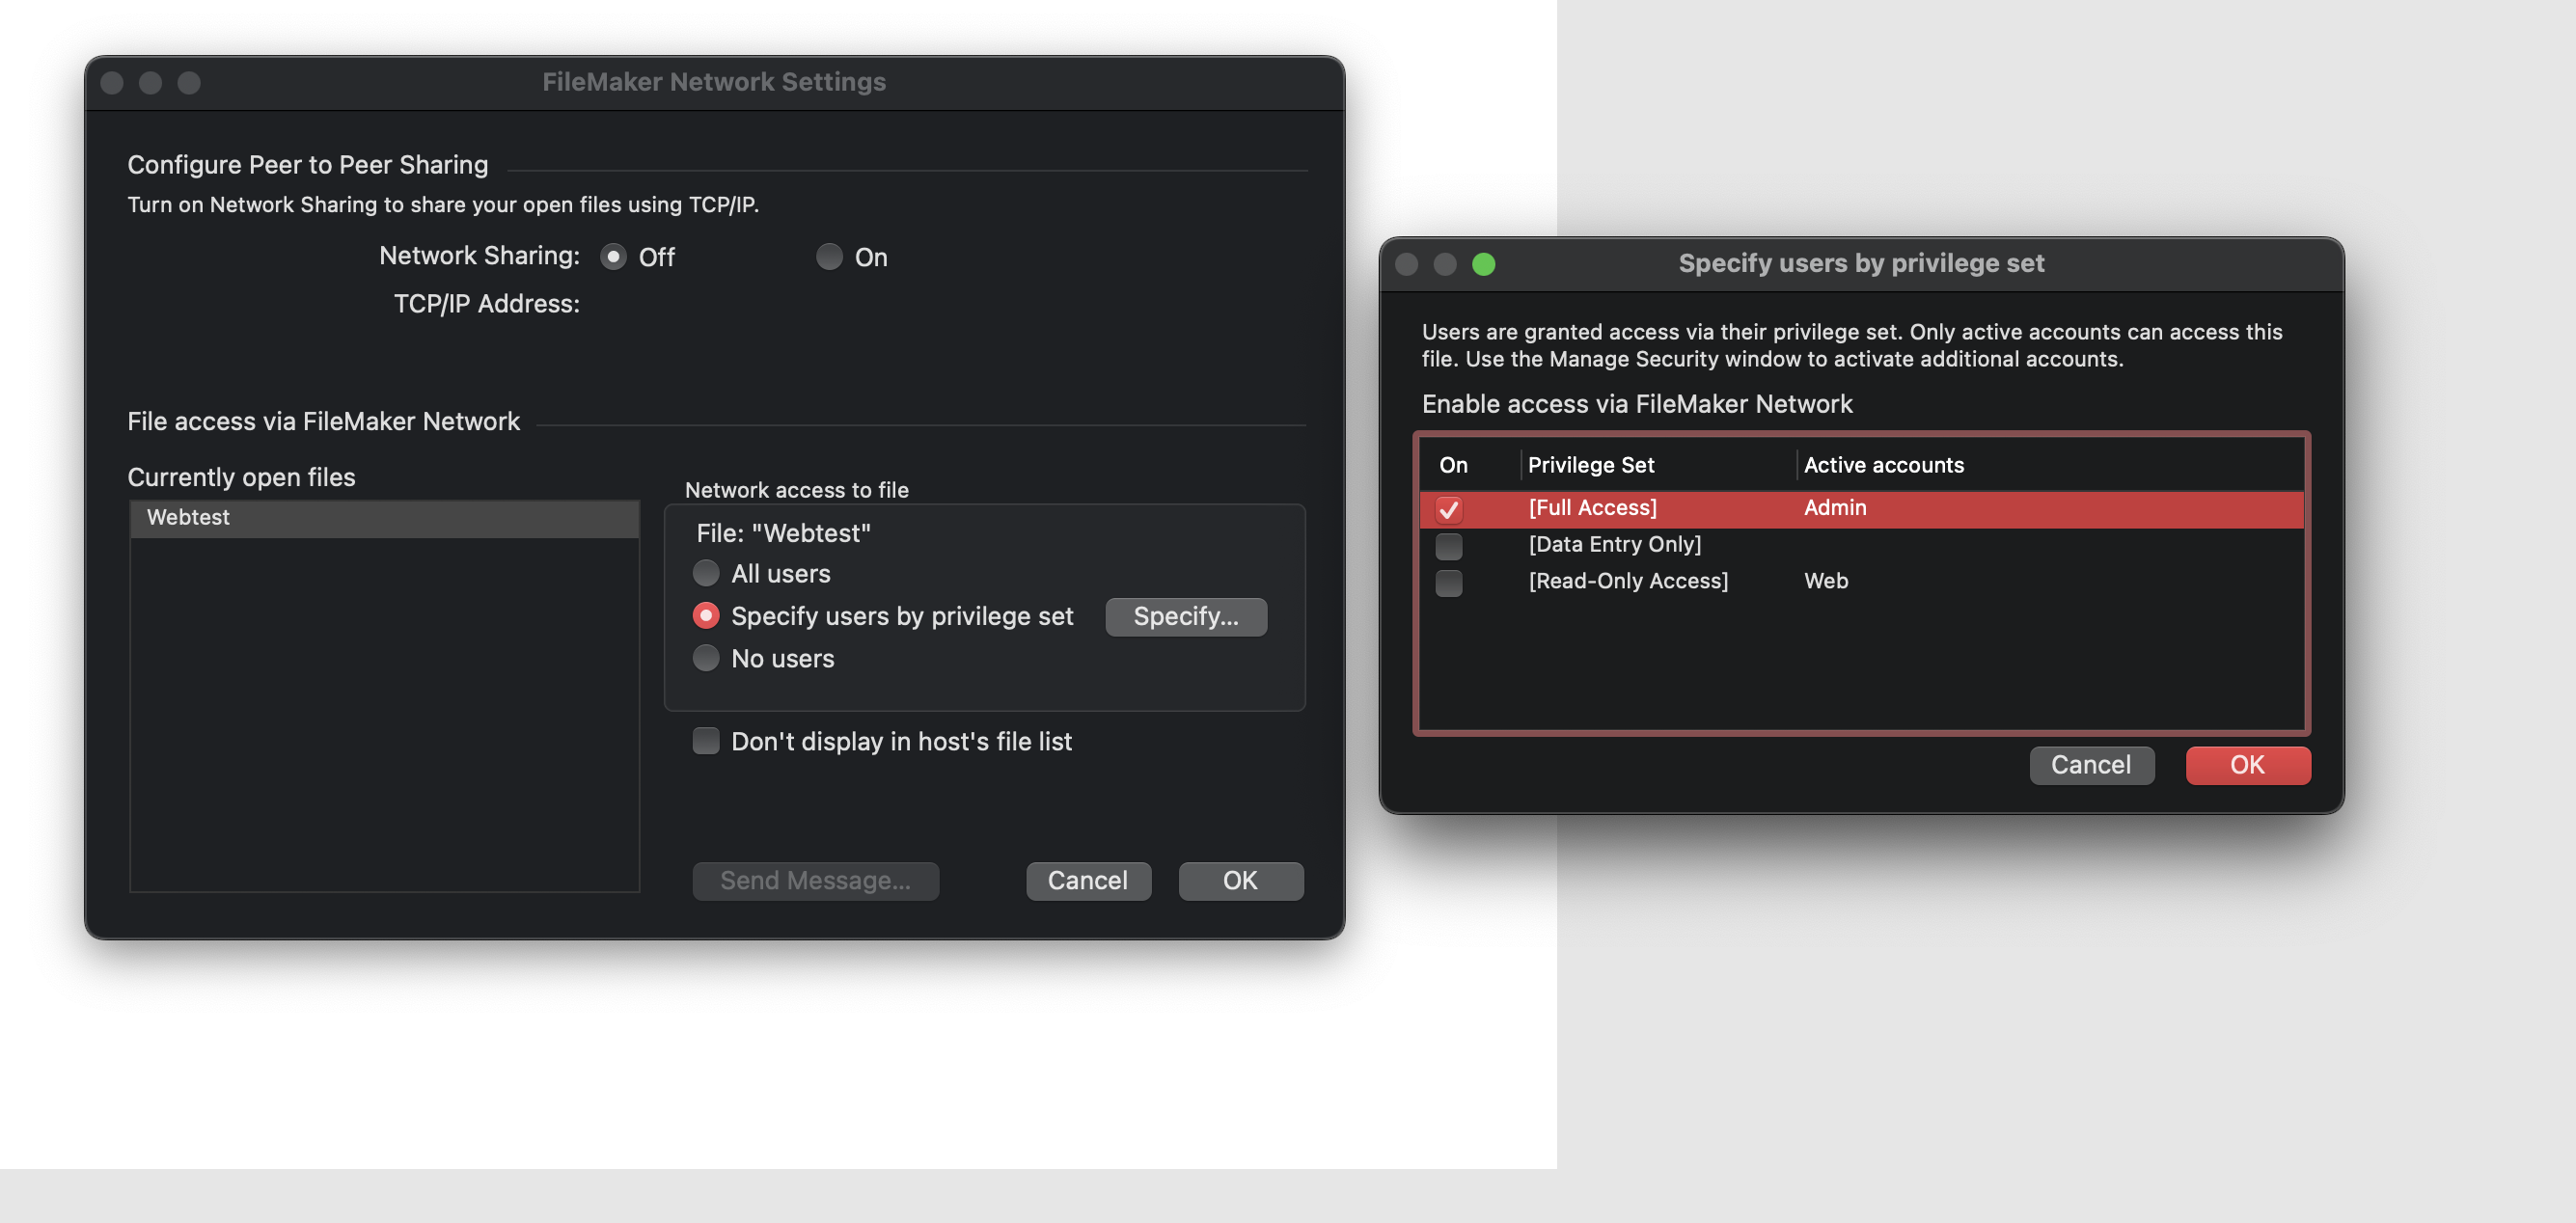 FileMaker Network Settings
Configure Peer to Peer Sharing
Turn on Network Sharing to share your open files using TCP/IP.
Network Sharing: Off On
TCP/IP Address:
File access via FileMaker Network
Currently open files
Webtest
Network access to file
File: "Webtest"
All users
Specify users by privilege set Specify...
No users
Don't display in host's file list
Send Message... Cancel OK
Specify users by privilege set
Users are granted access via their privilege set. Only active accounts can access this
file. Use the Manage Security window to activate additional accounts.
Enable access via FileMaker Network
On Privilege Set Active accounts
[Full Access] Admin
[Data Entry Only]
[Read-Only Access] Web
Cancel OK